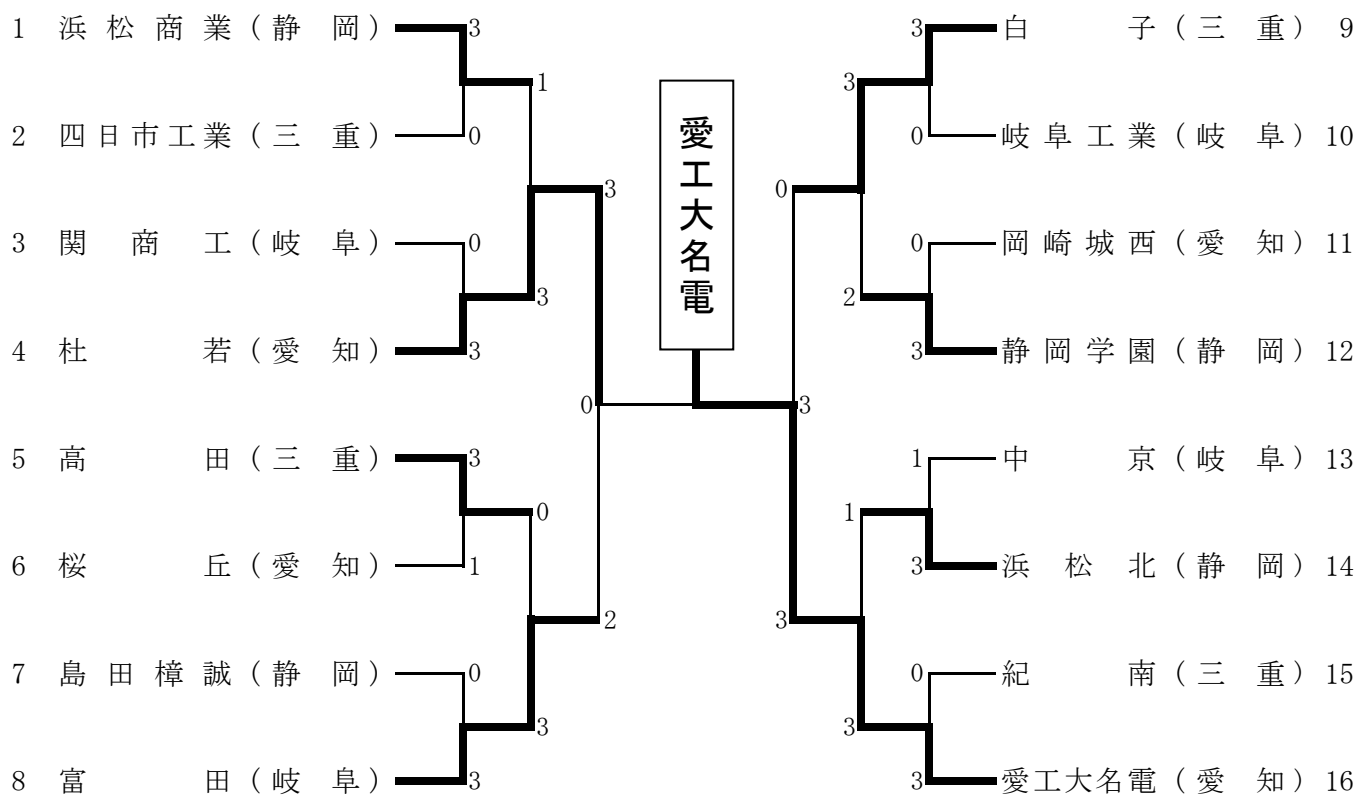 1 浜松商業(静岡) 3
1
2 四日市工業(三重) 0
3
3 関商工(岐阜) 0
3
4 杜若(愛知) 3
0
5 高田(三重) 3
0
6 桜丘(愛知) 1
2
7 島田樟誠(静岡) 0
3
8 富田(岐阜) 3
愛工大名電
3 白子(三重) 9
3
0 岐阜工業(岐阜) 10
0
0 岡崎城西(愛知) 11
2
3 静岡学園(静岡) 12
3
1 中京(岐阜) 13
1
3 浜松北(静岡) 14
3
0 紀南(三重) 15
3
3 愛工大名電(愛知) 16